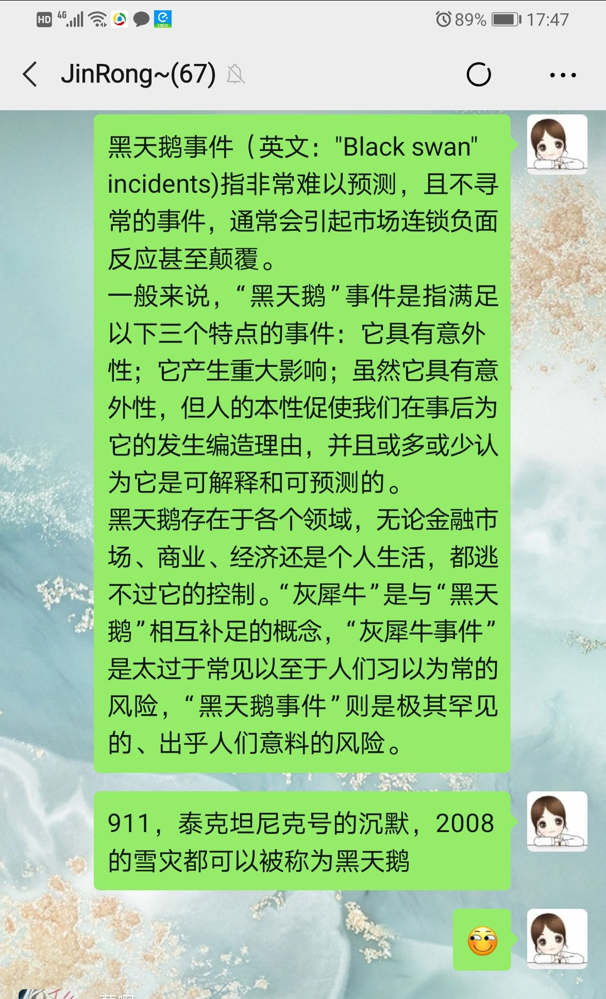 HD 4G 89% 17:47
JinRong~(67)
黑天鹅事件（英文："Black swan"
incidents)指非常难以预测，且不寻
常的事件，通常会引起市场连锁负面
反应甚至颠覆。
一般来说，“黑天鹅”事件是指满足
以下三个特点的事件：它具有意外
性；它产生重大影响；虽然它具有意
外性，但人的本性促使我们在事后为
它的发生编造理由，并且或多或少认
为它是可解释和可预测的。
黑天鹅存在于各个领域，无论金融市
场、商业、经济还是个人生活，都逃
不过它的控制。“灰犀牛”是与“黑天
鹅”相互补足的概念，“灰犀牛事件”
是太过于常见以至于人们习以为常的
风险，“黑天鹅事件”则是极其罕见
的、出乎人们意料的风险。
911，泰克坦尼克号的沉默，2008
的雪灾都可以被称为黑天鹅